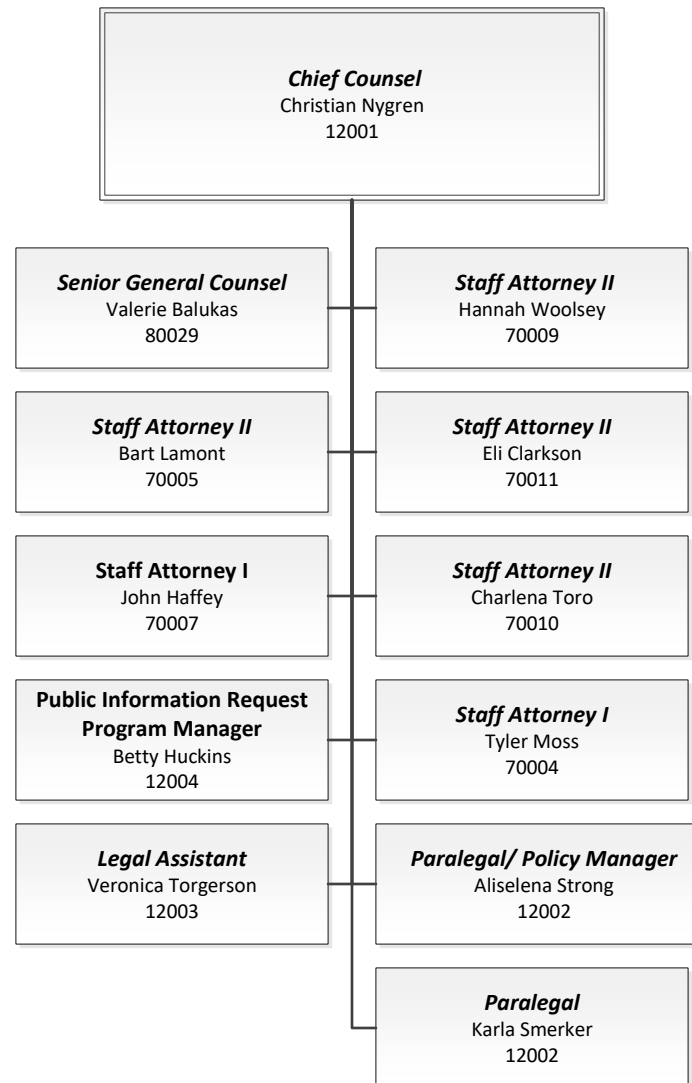 Chief Counsel
Christian Nygren
12001
Senior General Counsel
Valerie Balukas
80029
Staff Attorney II
Hannah Woolsey
70009
Staff Attorney II
Bart Lamont
70005
Staff Attorney II
Eli Clarkson
70011
Staff Attorney I
John Haffey
70007
Staff Attorney II
Charlena Toro
70010
Public Information Request
Program Manager
Betty Huckins
12004
Staff Attorney I
Tyler Moss
70004
Legal Assistant
Veronica Torgerson
12003
Paralegal/ Policy Manager
Aliselena Strong
12002
Paralegal
Karla Smerker
12002